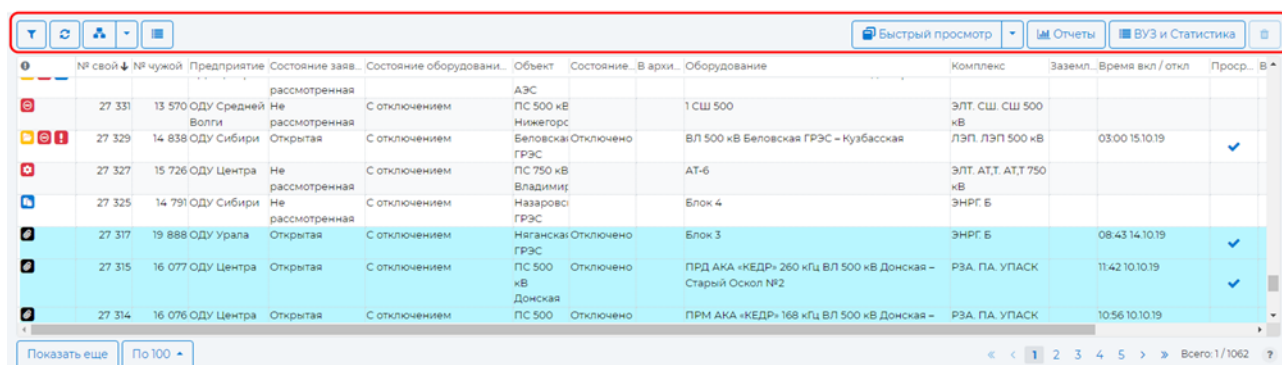 Быстрый просмотр Отчеты ВУЗ и Статистика
№ свой № чужой Предприятие Состояние заяв... Состояние оборудовани... Объект Состояние... В архи... Оборудование Комплекс Заземл... Время вкл / откл Проср... В
рассмотренная АЭС
27 331 13 570 ОДУ Средней Не С отключением ПС 500 кВ 1 СШ 500 ЭЛТ. СШ. СШ 500
Волги рассмотренная Нижегорс кВ
27 329 14 838 ОДУ Сибири Открытая С отключением Беловская Отключено ВЛ 500 кВ Беловская ГРЭС – Кузбасская ЛЭП. ЛЭП 500 кВ 03:00 15.10.19
ГРЭС
27 327 15 726 ОДУ Центра Не С отключением ПС 750 кВ АТ-6 ЭЛТ. АТ,Т. АТ,Т 750
рассмотренная Владимир кВ
27 325 14 791 ОДУ Сибири Не С отключением Назаровс Блок 4 ЭНРГ. Б
рассмотренная ГРЭС
27 317 19 888 ОДУ Урала Открытая С отключением Няганская Отключено Блок 3 ЭНРГ. Б 08:43 14.10.19
ГРЭС
27 315 16 077 ОДУ Центра Открытая С отключением ПС 500 Отключено ПРД АКА «КЕДР» 260 кГц ВЛ 500 кВ Донская – РЗА. ПА. УПАСК 11:42 10.10.19
кВ Старый Оскол №2
Донская
27 314 16 076 ОДУ Центра Открытая С отключением ПС 500 Отключено ПРМ АКА «КЕДР» 168 кГц ВЛ 500 кВ Донская – РЗА. ПА. УПАСК 10:56 10.10.19
Показать еще По 100 « ‹ 1 2 3 4 5 › » Всего: 1 / 1062 ?